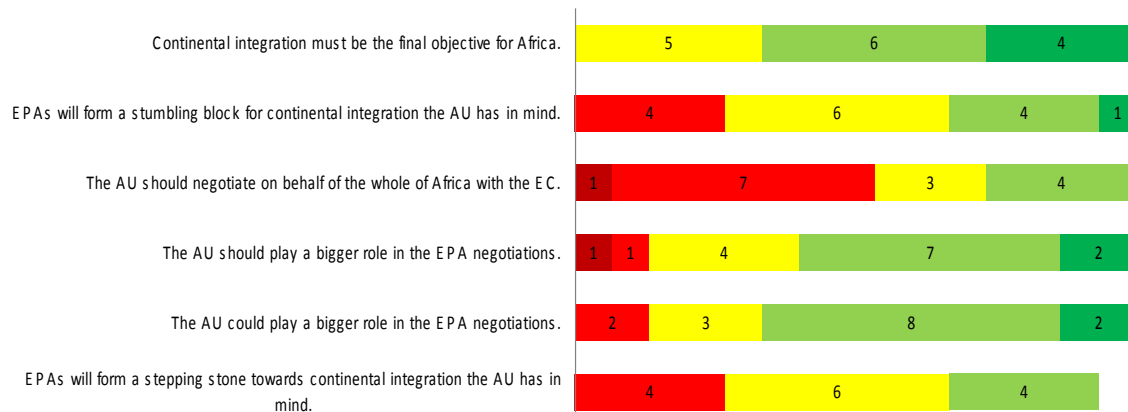 Continental integration must be the final objective for Africa.
5 6 4
EPAs will form a stumbling block for continental integration the AU has in mind.
4 6 4 1
The AU should negotiate on behalf of the whole of Africa with the EC.
1 7 3 4
The AU should play a bigger role in the EPA negotiations.
1 1 4 7 2
The AU could play a bigger role in the EPA negotiations.
2 3 8 2
EPAs will form a stepping stone towards continental integration the AU has in
mind.
4 6 4